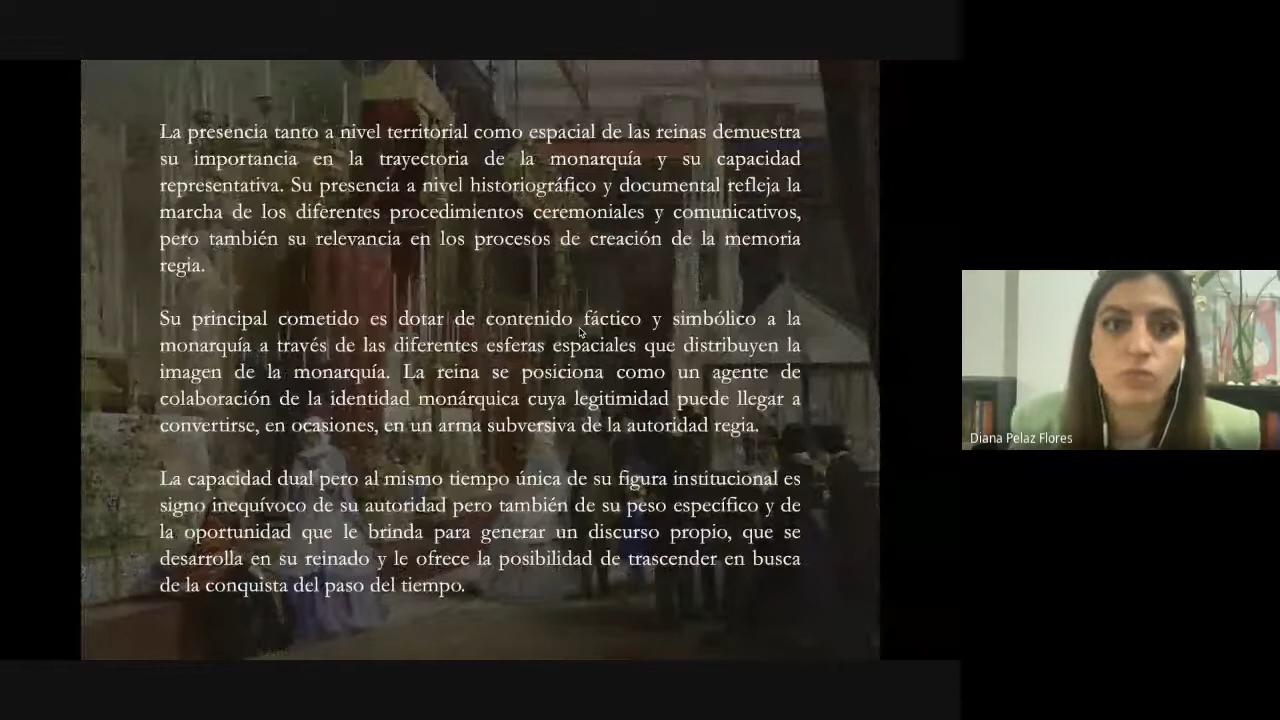 La presencia tanto a nivel territorial como espacial de las reinas demuestra
su importancia en la trayectoria de la monarquía y su capacidad
representativa. Su presencia a nivel historiográfico y documental refleja la
marcha de los diferentes procedimientos ceremoniales y comunicativos,
pero también su relevancia en los procesos de creación de la memoria
regia.
Su principal cometido es dotar de contenido fáctico y simbólico a la
monarquía a través de las diferentes esferas espaciales que distribuyen la
imagen de la monarquía. La reina se posiciona como un agente de
colaboración de la identidad monárquica cuya legitimidad puede llegar a
convertirse, en ocasiones, en un arma subversiva de la autoridad regia.
La capacidad dual pero al mismo tiempo única de su figura institucional es
signo inequívoco de su autoridad pero también de su peso específico y de
la oportunidad que le brinda para generar un discurso propio, que se
desarrolla en su reinado y le ofrece la posibilidad de trascender en busca
de la conquista del paso del tiempo.
Diana Pelaz Flores